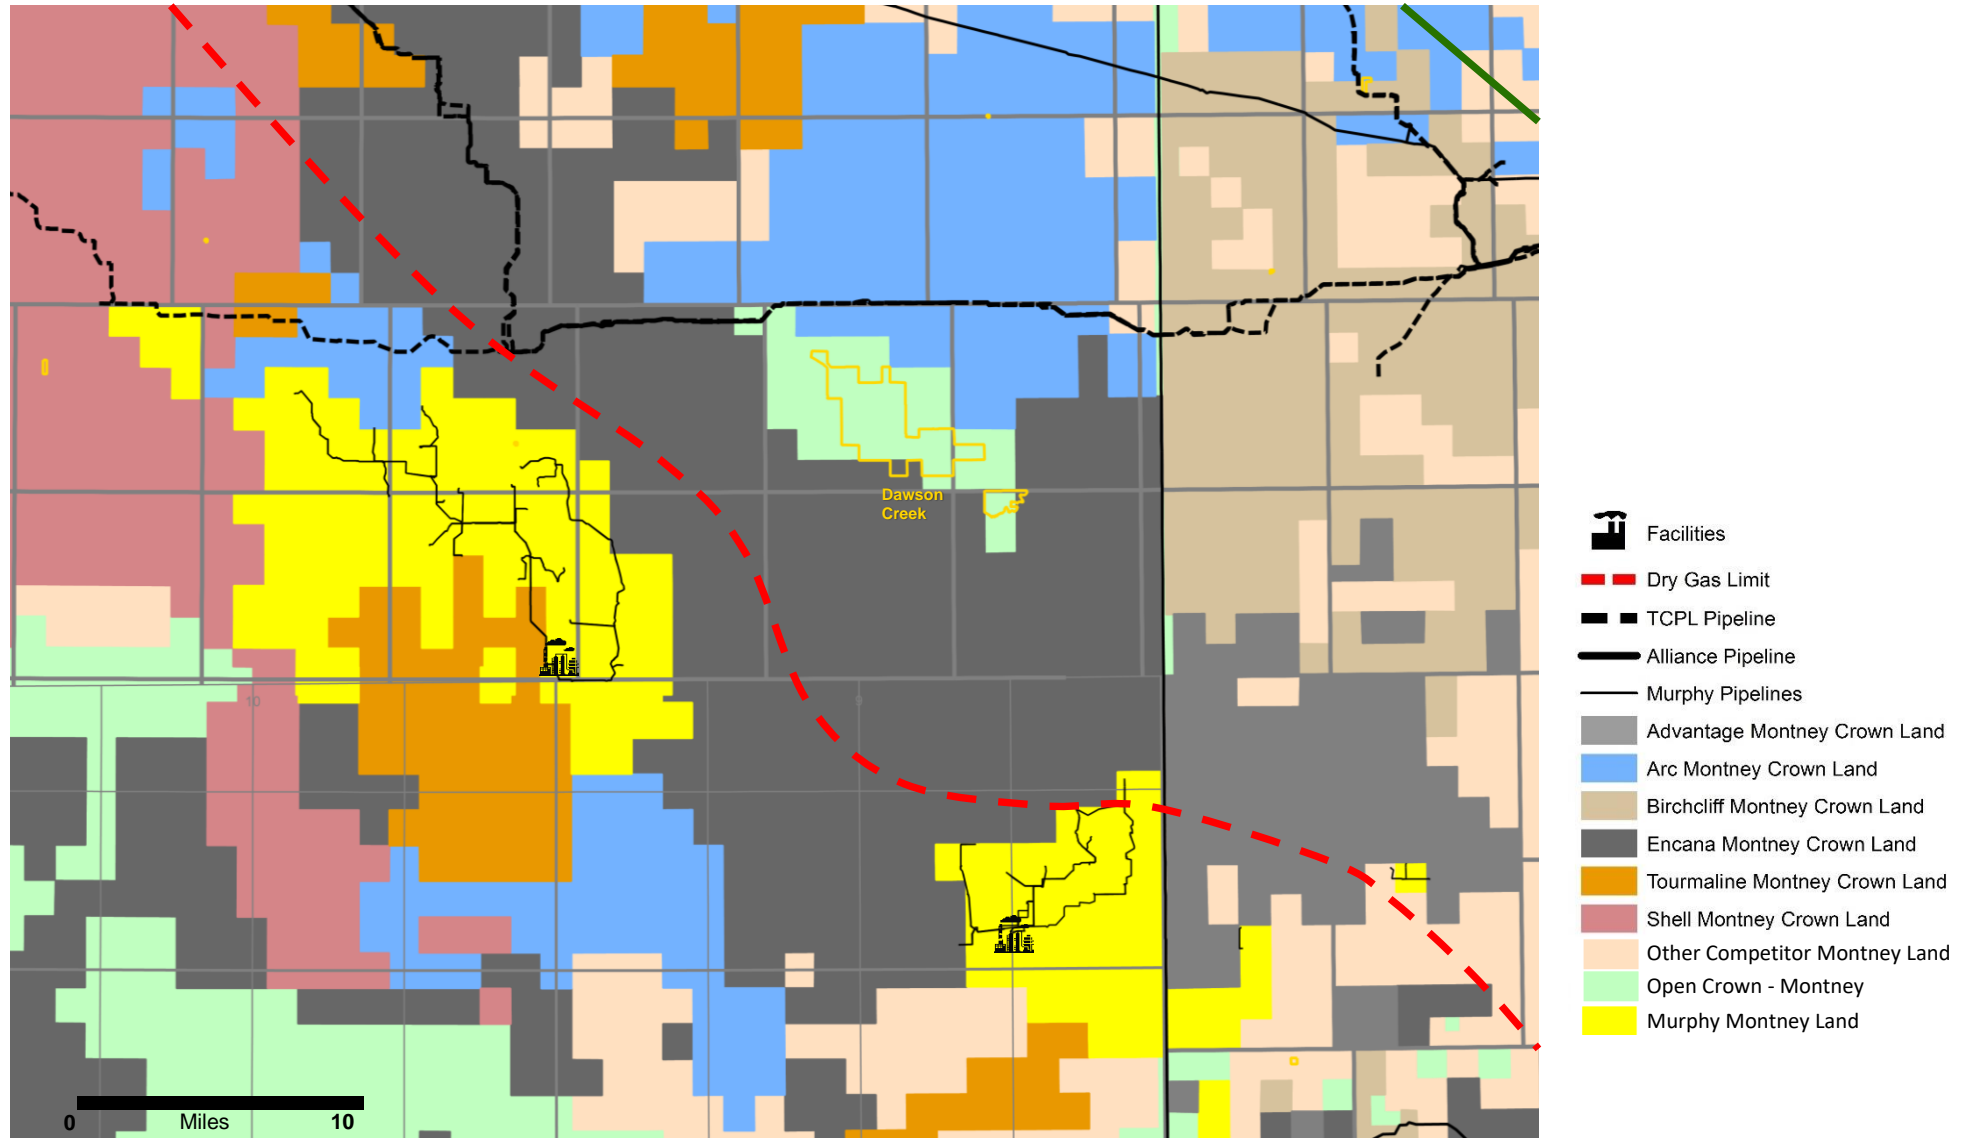 Dawson
Creek
10
9
0
Miles
10
Facilities
Dry Gas Limit
TCPL Pipeline
Alliance Pipeline
Murphy Pipelines
Advantage Montney Crown Land
Arc Montney Crown Land
Birchcliff Montney Crown Land
Encana Montney Crown Land
Tourmaline Montney Crown Land
Shell Montney Crown Land
Other Competitor Montney Land
Open Crown - Montney
Murphy Montney Land